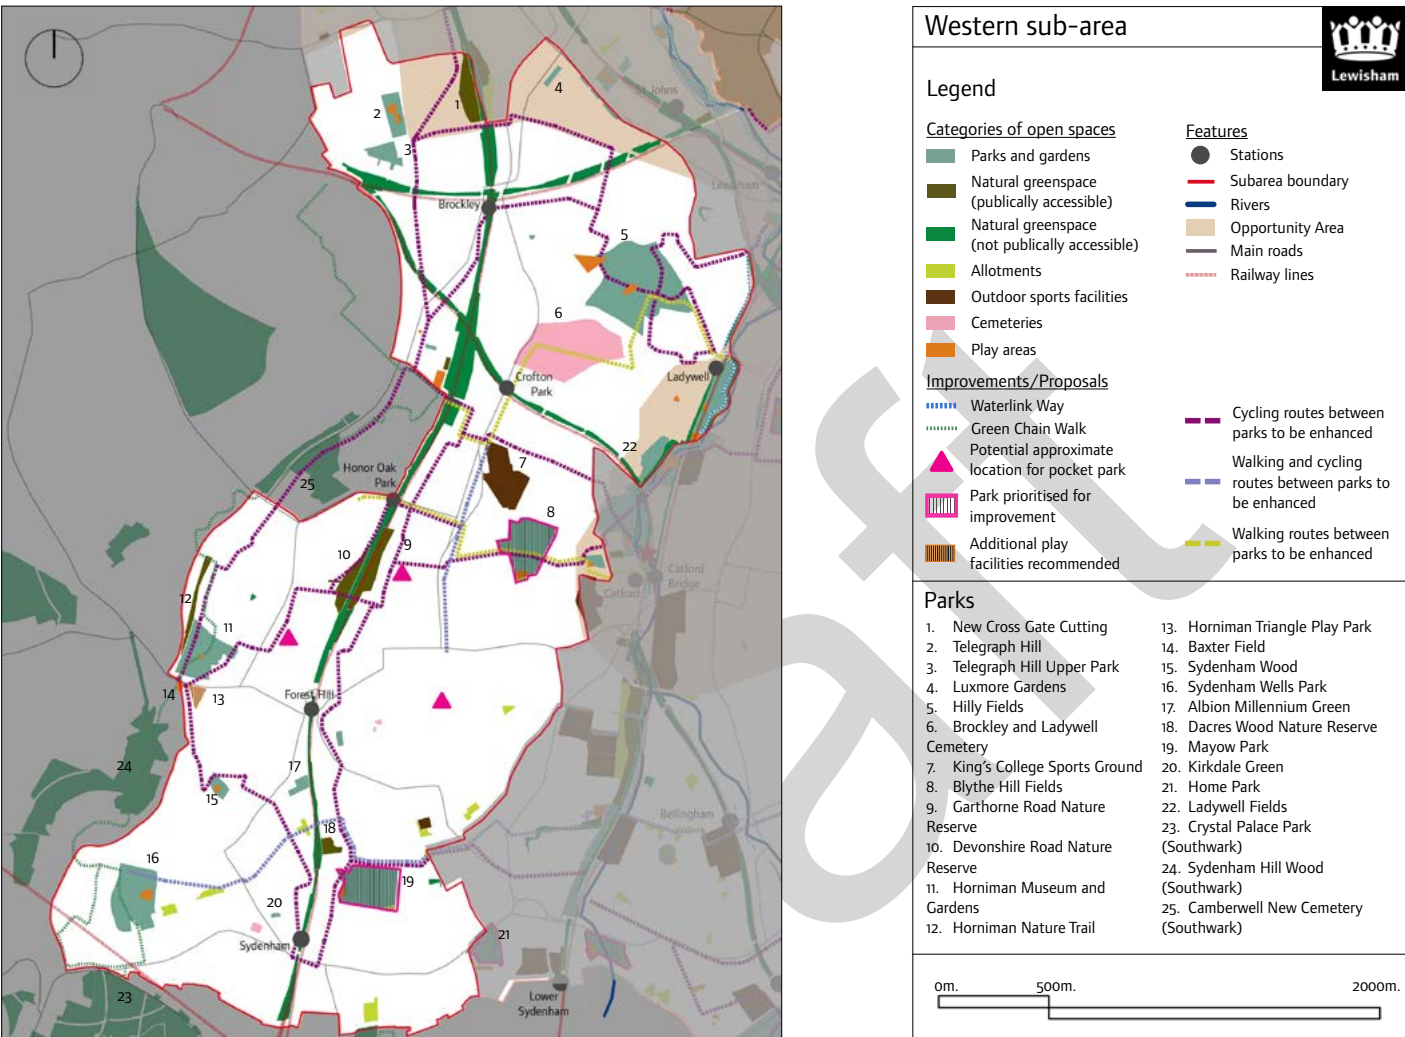 Western sub-area
Lewisham
Legend
Categories of open spaces
Parks and gardens
Natural greenspace
(publically accessible)
Natural greenspace
(not publically accessible)
Allotments
Outdoor sports facilities
Cemeteries
Play areas
Features
Stations
Subarea boundary
Rivers
Opportunity Area
Main roads
Railway lines
Improvements/Proposals
Waterlink Way
Green Chain Walk
Potential approximate
location for pocket park
Park prioritised for
improvement
Additional play
facilities recommended
Cycling routes between
parks to be enhanced
Walking and cycling
routes between parks to
be enhanced
Walking routes between
parks to be enhanced
Parks
1. New Cross Gate Cutting
2. Telegraph Hill
3. Telegraph Hill Upper Park
4. Luxmore Gardens
5. Hilly Fields
6. Brockley and Ladywell
Cemetery
7. King's College Sports Ground
8. Blythe Hill Fields
9. Garthorne Road Nature
Reserve
10. Devonshire Road Nature
Reserve
11. Horniman Museum and
Gardens
12. Horniman Nature Trail
13. Horniman Triangle Play Park
14. Baxter Field
15. Sydenham Wood
16. Sydenham Wells Park
17. Albion Millennium Green
18. Dacres Wood Nature Reserve
19. Mayow Park
20. Kirkdale Green
21. Home Park
22. Ladywell Fields
23. Crystal Palace Park
(Southwark)
24. Sydenham Hill Wood
(Southwark)
25. Camberwell New Cemetery
(Southwark)
0m.
500m.
2000m.
aft
1
2
3
4
St Johns
Lewisham
Brockley
5
6
Crofton
Park
Ladywell
22
7
Honor Oak
Park
25
8
9
10
Catford
Bridge
Catford
12
11
14
13
Forest Hill
24
17
15
Bellingham
18
16
19
20
Sydenham
21
23
Lower
Sydenham